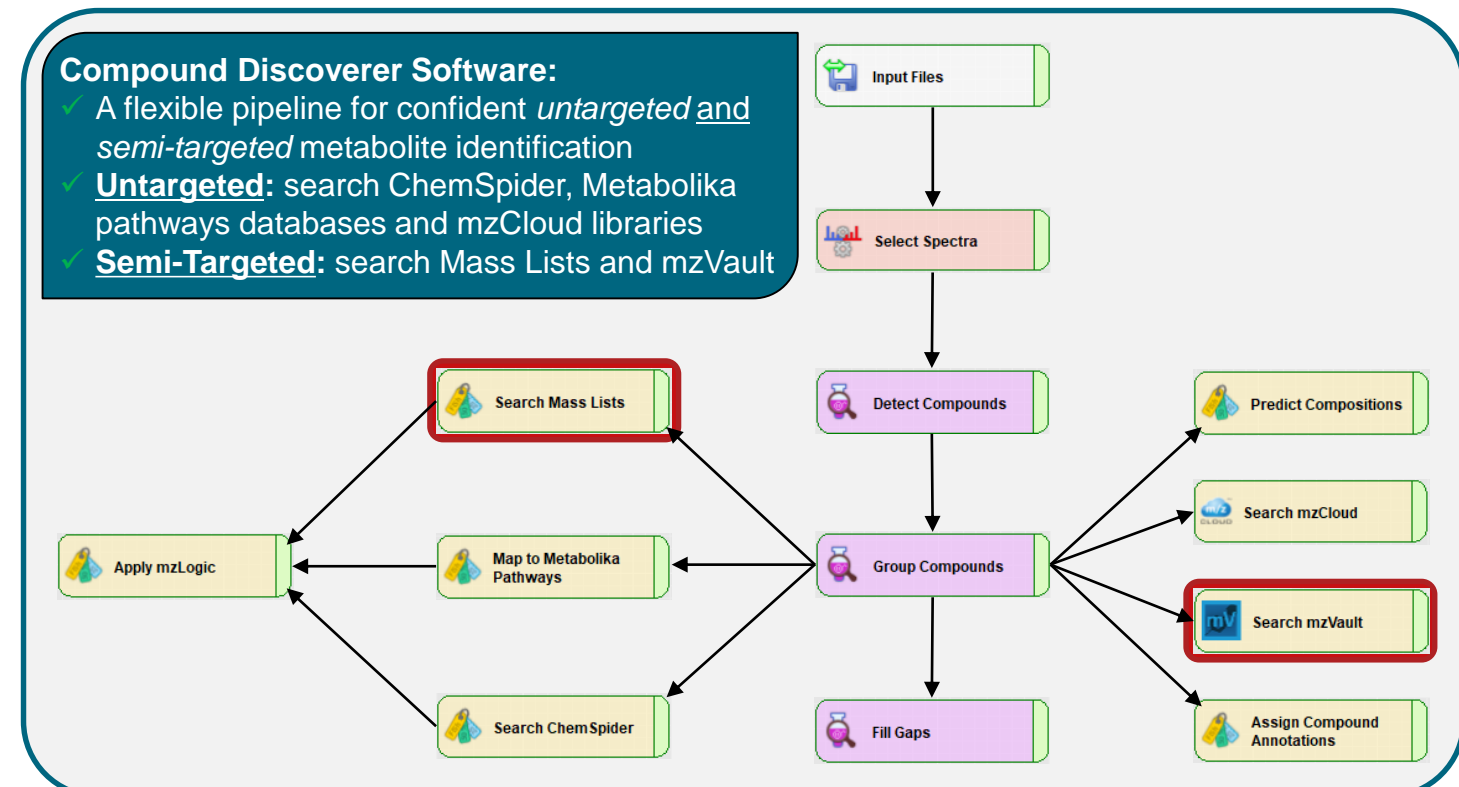 Compound Discoverer Software:
✓ A flexible pipeline for confident untargeted and
semi-targeted metabolite identification
✓ Untargeted: search ChemSpider, Metabolika
pathways databases and mzCloud libraries
✓ Semi-Targeted: search Mass Lists and mzVault
Input Files
Select Spectra
Search Mass Lists
Detect Compounds
Predict Compositions
m/z
CLOUD
Search mzCloud
Apply mzLogic
Map to Metabolika
Pathways
Group Compounds
mV
Search mzVault
Search ChemSpider
Fill Gaps
Assign Compound
Annotations